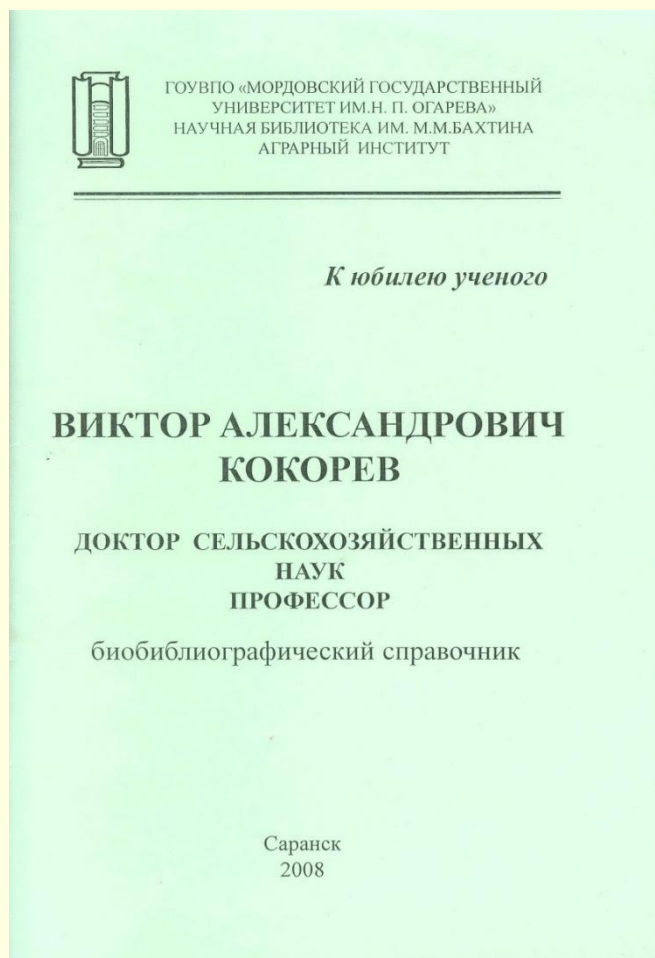 ГОУВПО «МОРДОВСКИЙ ГОСУДАРСТВЕННЫЙ
УНИВЕРСИТЕТ ИМ.Н. П. ОГАРЕВА»
НАУЧНАЯ БИБЛИОТЕКА ИМ. М.М.БАХТИНА
АГРАРНЫЙ ИНСТИТУТ
К юбилею ученого
ВИКТОР АЛЕКСАНДРОВИЧ
КОКОРЕВ
ДОКТОР СЕЛЬСКОХОЗЯЙСТВЕННЫХ
НАУК
ПРОФЕССОР
биобиблиографический справочник
Саранск
2008